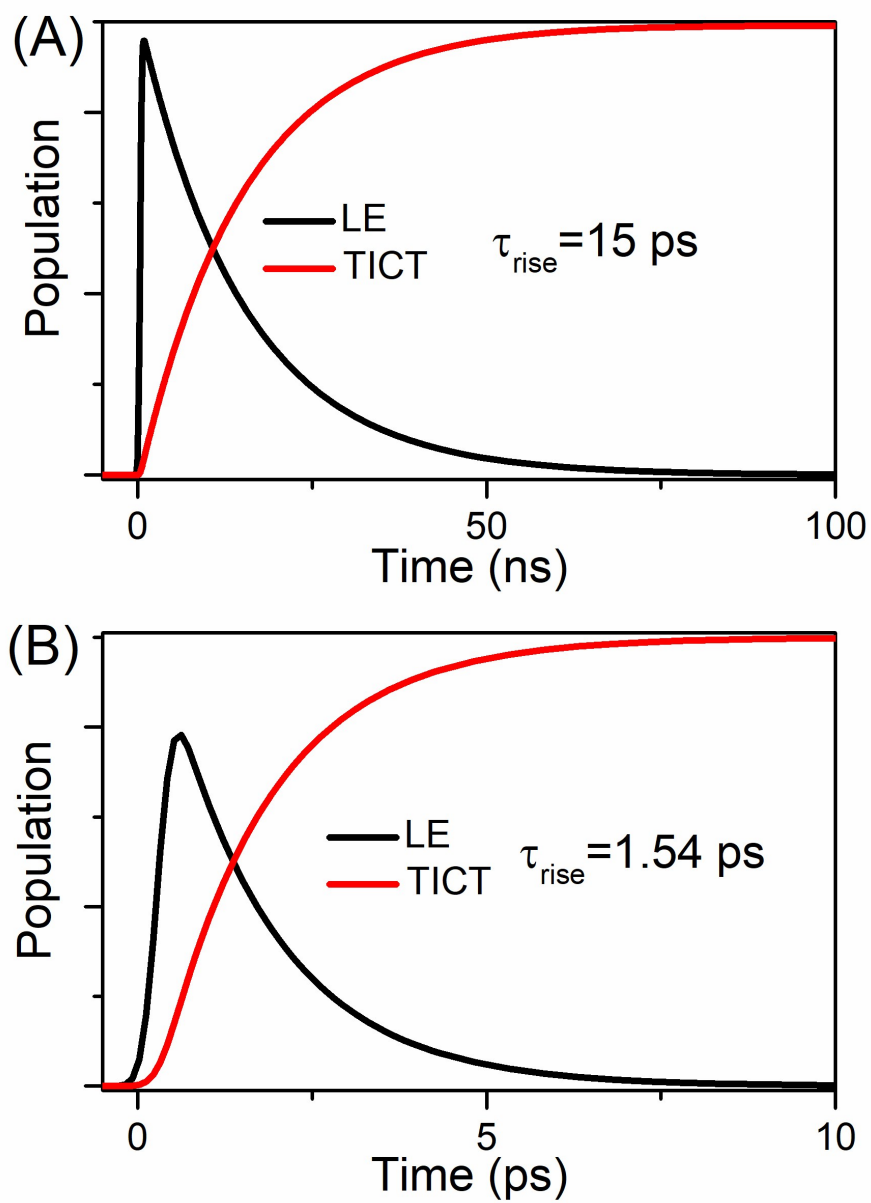 (A)
Population
LE
TICT
τrise=15 ps
0
50
100
Time (ns)
(B)
Population
LE
TICT
τrise=1.54 ps
0
5
10
Time (ps)